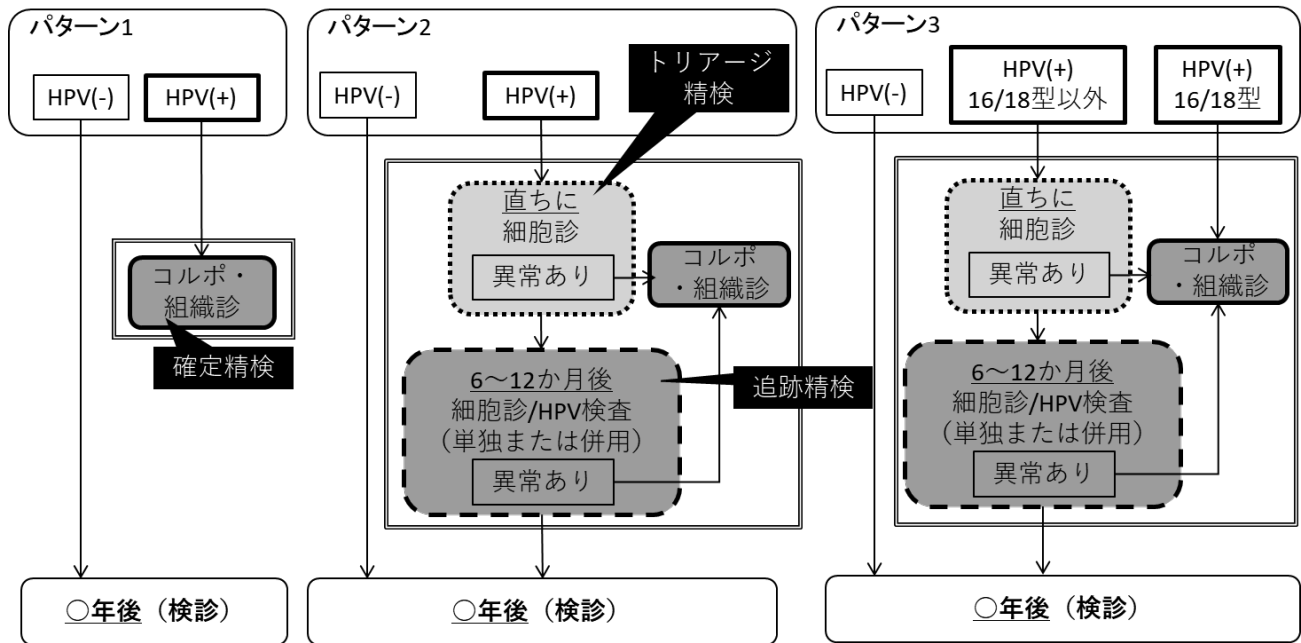 パターン1
HPV(-)
HPV(+)
コルポ・
組織診
確定精検
○年後（検診）
パターン2
トリアージ
精検
HPV(-)
HPV(+)
直ちに
細胞診
異常あり
コルポ
・組織診
6～12か月後
細胞診/HPV検査
（単独または併用）
異常あり
追跡精検
○年後（検診）
パターン3
HPV(-)
HPV(+)
16/18型以外
HPV(+)
16/18型
直ちに
細胞診
異常あり
コルポ
・組織診
6～12か月後
細胞診/HPV検査
（単独または併用）
異常あり
○年後（検診）